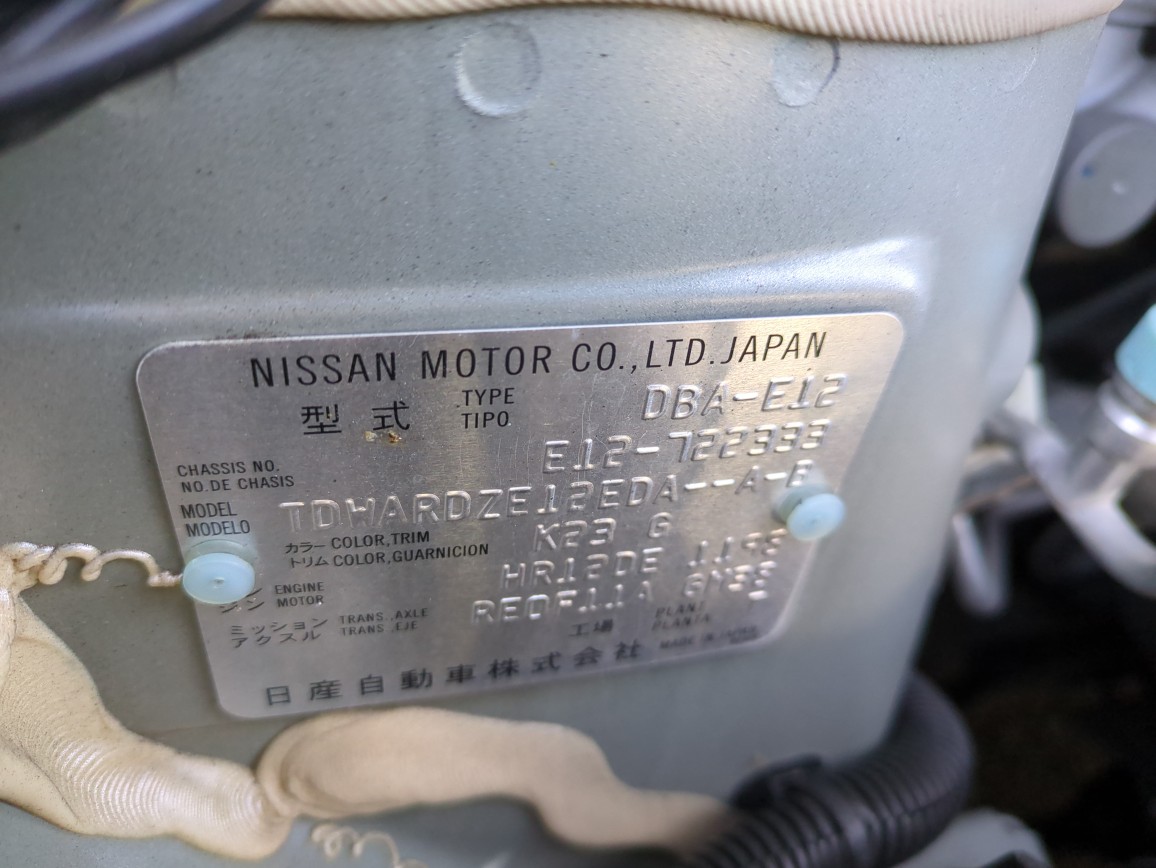 NISSAN MOTOR CO.,LTD.JAPAN
型式 TYPE TIPO DBA-E12
CHASSIS NO. NO.DE CHASIS E12-722383
MODEL MODELO TDWARDZE12EDA--A-B
カラー COLOR,TRIM K23 G
トリム COLOR,GUARNICION
ENGINE MOTOR HR12DE
ミッション TRANS.,AXLE
アクスル TRANS.,EJE RE0F11A
工場 PLANT PLANTA
日産自動車株式会社 MADE IN JAPAN